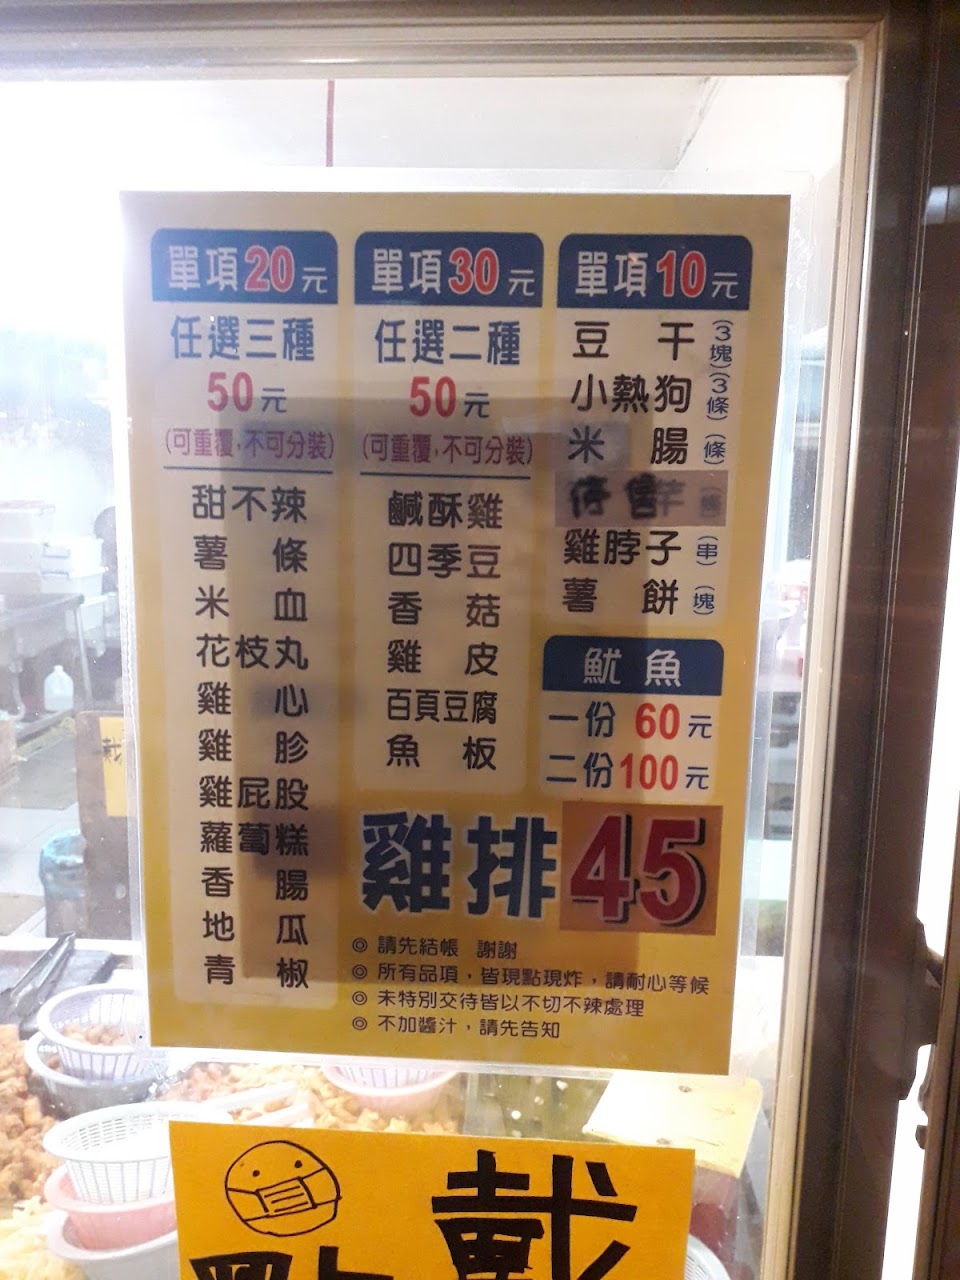 單項20元
任選三種
50元
(可重覆,不可分裝)
甜不辣
薯條
米血
花枝丸
雞心
雞胗
雞屁股
蘿蔔糕
香腸
地瓜
青椒
單項30元
任選二種
50元
(可重覆,不可分裝)
鹹酥雞
四季豆
香菇
雞皮
百頁豆腐
魚板
單項10元
豆干(3塊)
小熱狗(3條)
米腸(條)
雞脖子(串)
薯餅(塊)
魷魚
一份 60元
二份100元
雞排45
◎ 請先結帳 謝謝
◎ 所有品項,皆現點現炸,請耐心等候
◎ 未特別交待皆以不切不辣處理
◎ 不加醬汁,請先告知
戴